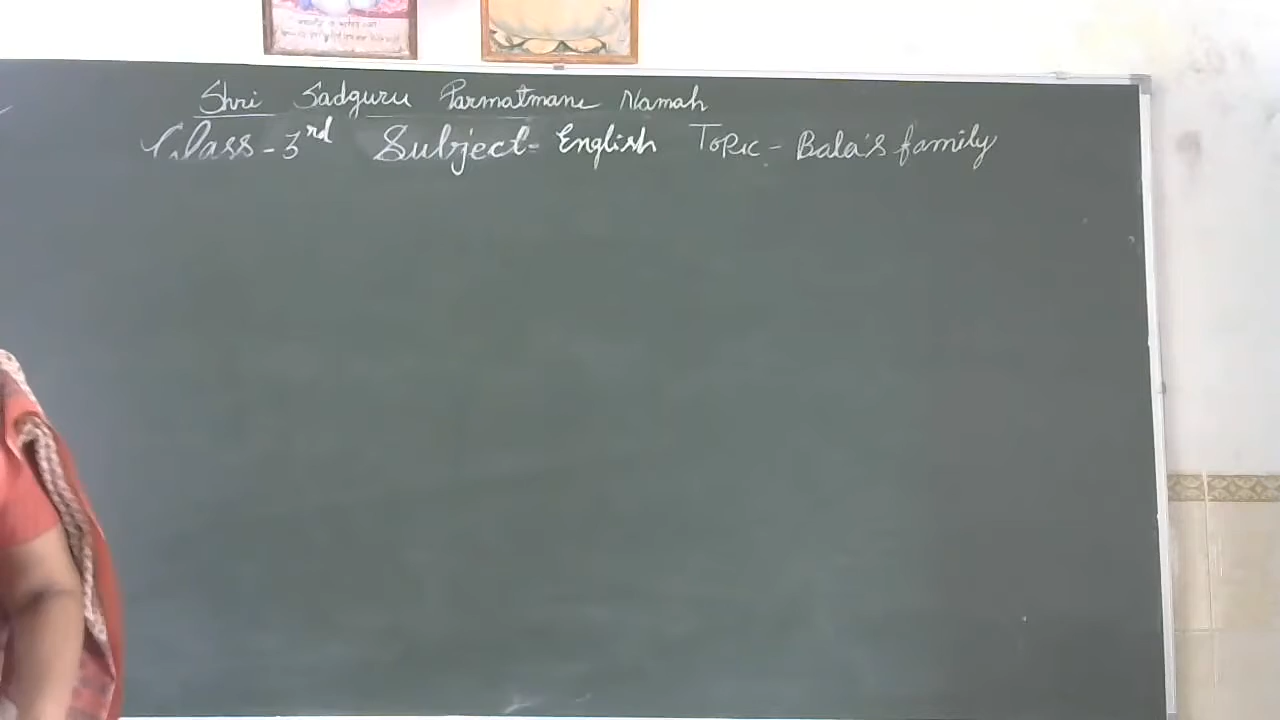 Shri Sadguru Parmatmane Namah
Class - 3rd Subject - English Topic - Bala's family